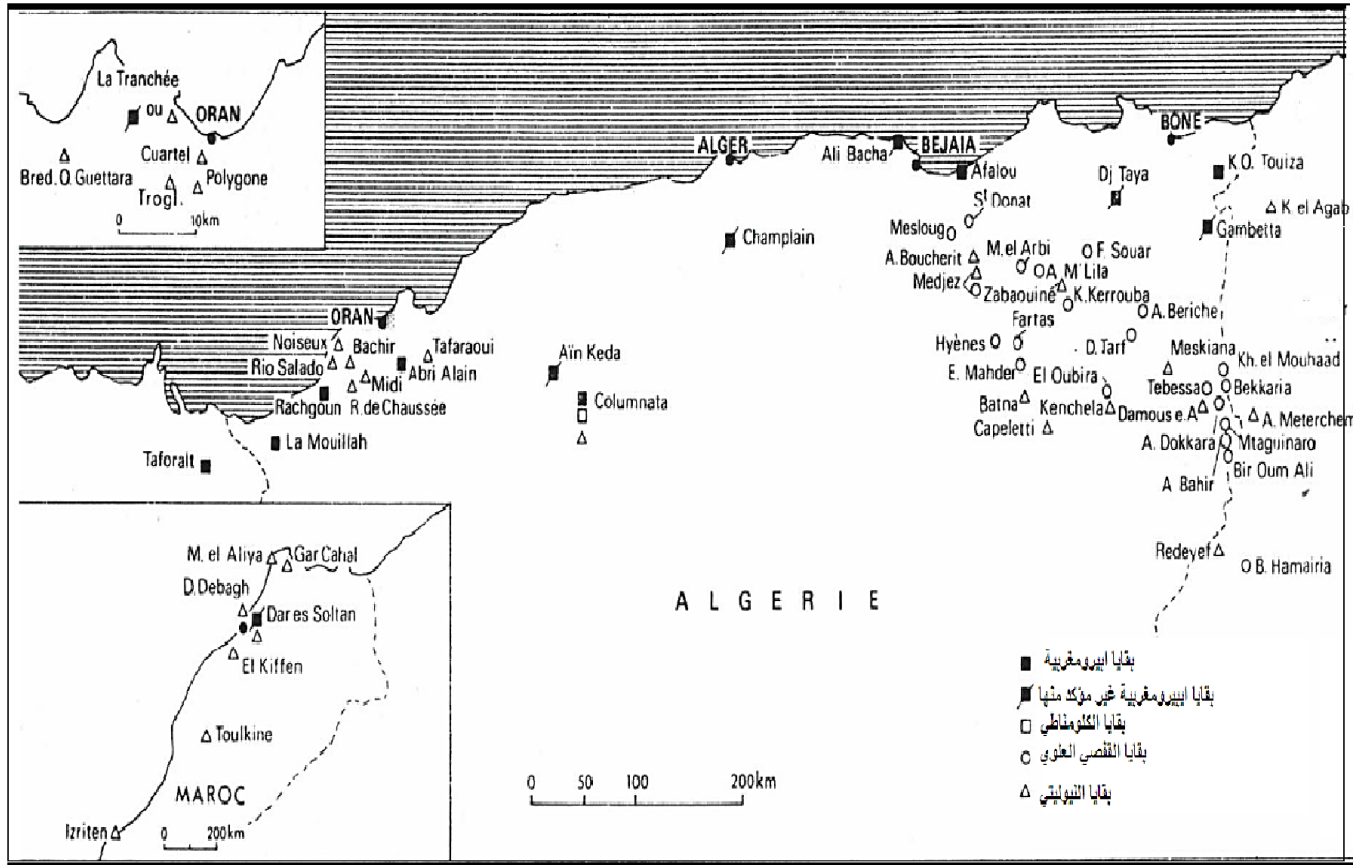 La Tranchée
ou
ORAN
Cuartel
Bred. O. Guettara
Polygone
Trogl.
0 10km
ALGER
Ali Bacha
BEJAIA
Afalou
BONE
K.O. Touiza
Dj Taya
St Donat
K. el Agab
Mesloug
Gambetta
Champlain
A. Boucherit
M. el Arbi
F. Souar
Medjez
A. M'Lila
Zabaouine
K. Kerrouba
A. Beriche
Fartas
ORAN
Noiseux
Bachir
Tafaraoui
Hyènes
D. Tarf
Meskiana
Aïn Keda
Rio Salado
Abri Alain
Kh. el Mouhaad
E. Mahder
Midi
El Oubira
Tebessa
Bekkaria
Rachgoun
R. de Chaussée
Columnata
Batna
Kenchela
Damous e. A
A. Meterchem
Capeletti
La Mouillah
A. Dokkara
Mtaguinaro
Taforalt
Bir Oum Ali
A Bahir
Redeyef
B. Hamairia
M. el Aliya
Gar Cahal
D. Debagh
Dar es Soltan
El Kiffen
Toulkine
MAROC
Izriten
0 200km
ALGERIE
0 50 100 200km
بقايا ايبرومغربية
بقايا ايبيرومغربية غير مؤكد منها
بقايا الكلومناطي
بقايا القفصي العلوي
بقايا النيوليتي